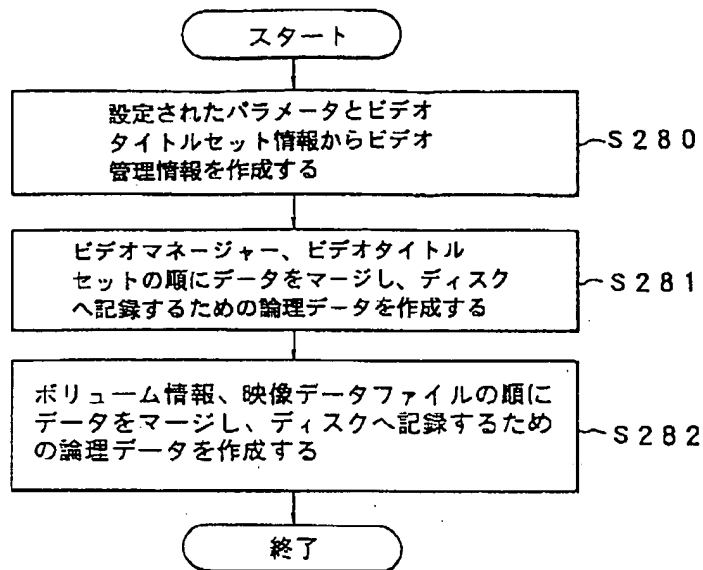 スタート
設定されたパラメータとビデオ
タイトルセット情報からビデオ
管理情報を作成する
S280
ビデオマネージャー、ビデオタイトル
セットの順にデータをマージし、ディスク
へ記録するための論理データを作成する
S281
ボリューム情報、映像データファイルの順に
データをマージし、ディスクへ記録するため
の論理データを作成する
S282
終了